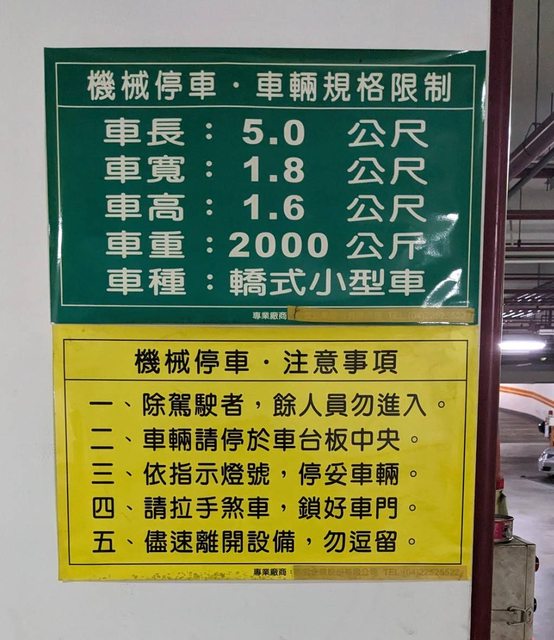 機械停車・車輛規格限制
車長：5.0 公尺
車寬：1.8 公尺
車高：1.6 公尺
車重：2000 公斤
車種：轎式小型車
專業廠商
機械停車・注意事項
一、除駕駛者，餘人員勿進入。
二、車輛請停於車台板中央。
三、依指示燈號，停妥車輛。
四、請拉手煞車，鎖好車門。
五、儘速離開設備，勿逗留。
專業廠商：